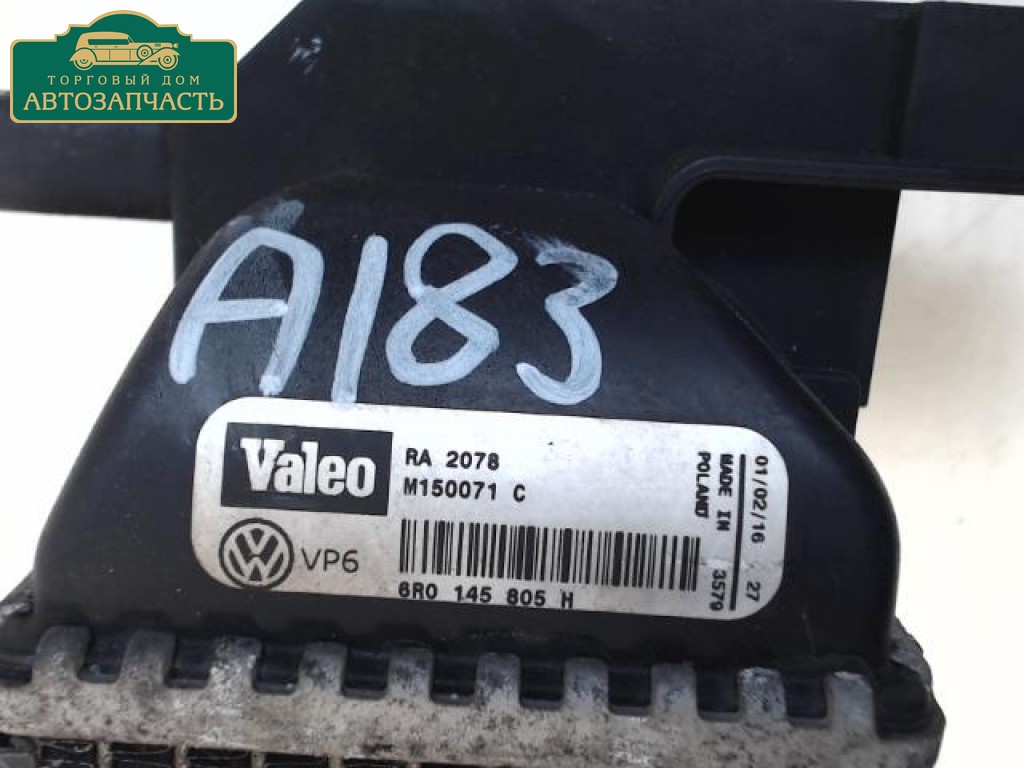 ТОРГОВЫЙ ДОМ
АВТОЗАПЧАСТЬ
A183
Valeo
RA 2078
M150071 C
VW
VP6
6R0 145 805 H
MADE IN
POLAND
01/02/16 27
3579